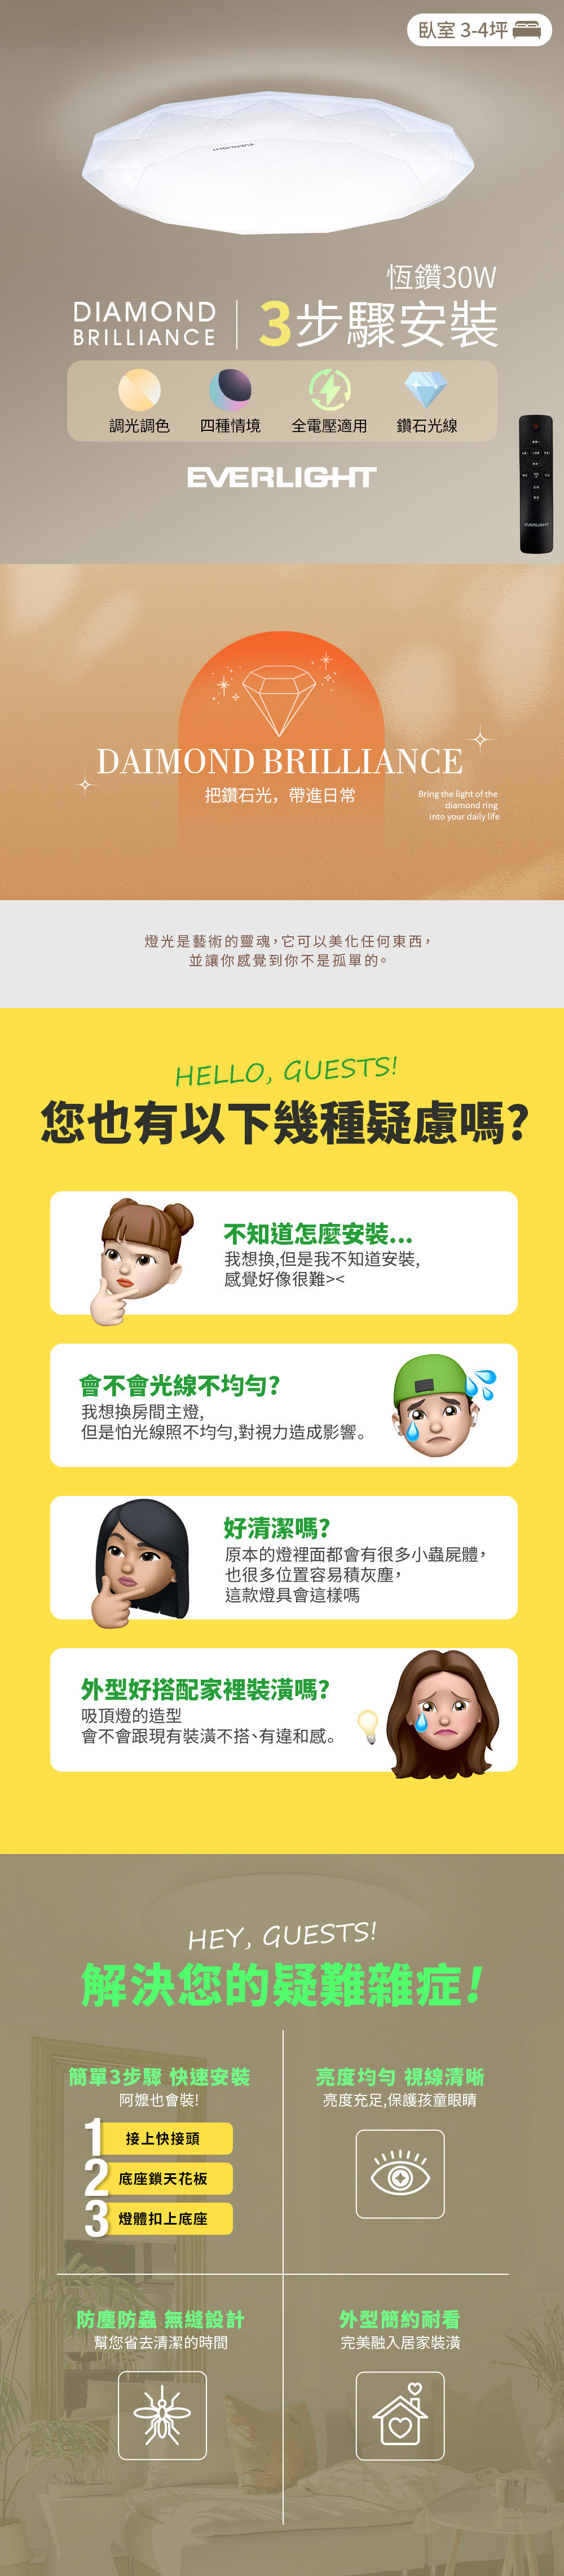 臥室 3-4坪
EVERLIGHT
恆鑽30W
DIAMOND
BRILLIANCE
3步驟安裝
調光調色
四種情境
全電壓適用
鑽石光線
EVERLIGHT
EVERLIGHT
DAIMOND BRILLIANCE
把鑽石光，帶進日常
Bring the light of the
diamond ring
into your daily life
燈光是藝術的靈魂，它可以美化任何東西，
並讓你感覺到你不是孤單的。
HELLO, GUESTS!
您也有以下幾種疑慮嗎?
不知道怎麼安裝...
我想換,但是我不知道安裝,
感覺好像很難><
會不會光線不均勻?
我想換房間主燈,
但是怕光線照不均勻,對視力造成影響。
好清潔嗎?
原本的燈裡面都會有很多小蟲屍體，
也很多位置容易積灰塵，
這款燈具會這樣嗎
外型好搭配家裡裝潢嗎?
吸頂燈的造型
會不會跟現有裝潢不搭、有違和感。
HEY, GUESTS!
解決您的疑難雜症!
簡單3步驟 快速安裝
阿嬤也會裝!
1 接上快接頭
2 底座鎖天花板
3 燈體扣上底座
亮度均勻 視線清晰
亮度充足,保護孩童眼睛
防塵防蟲 無縫設計
幫您省去清潔的時間
外型簡約耐看
完美融入居家裝潢